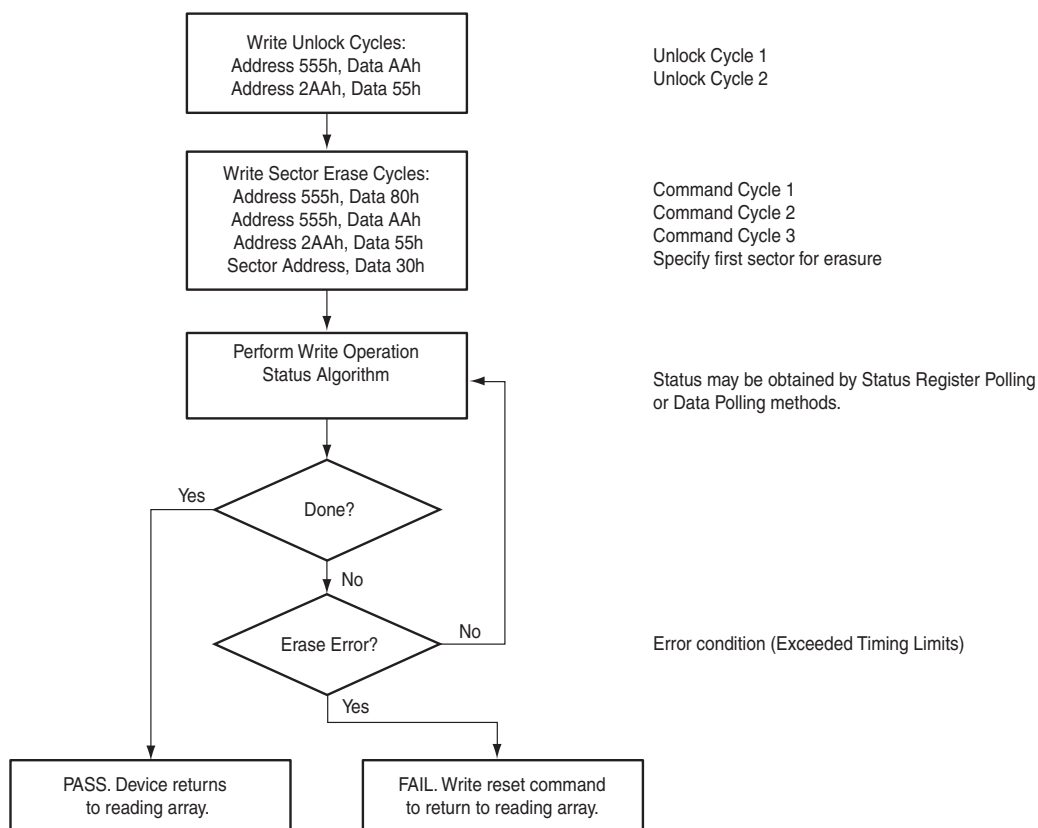 Write Unlock Cycles:
Address 555h, Data AAh
Address 2AAh, Data 55h
Unlock Cycle 1
Unlock Cycle 2
Write Sector Erase Cycles:
Address 555h, Data 80h
Address 555h, Data AAh
Address 2AAh, Data 55h
Sector Address, Data 30h
Command Cycle 1
Command Cycle 2
Command Cycle 3
Specify first sector for erasure
Perform Write Operation
Status Algorithm
Status may be obtained by Status Register Polling
or Data Polling methods.
Yes
Done?
No
Erase Error?
No
Error condition (Exceeded Timing Limits)
Yes
PASS. Device returns
to reading array.
FAIL. Write reset command
to return to reading array.